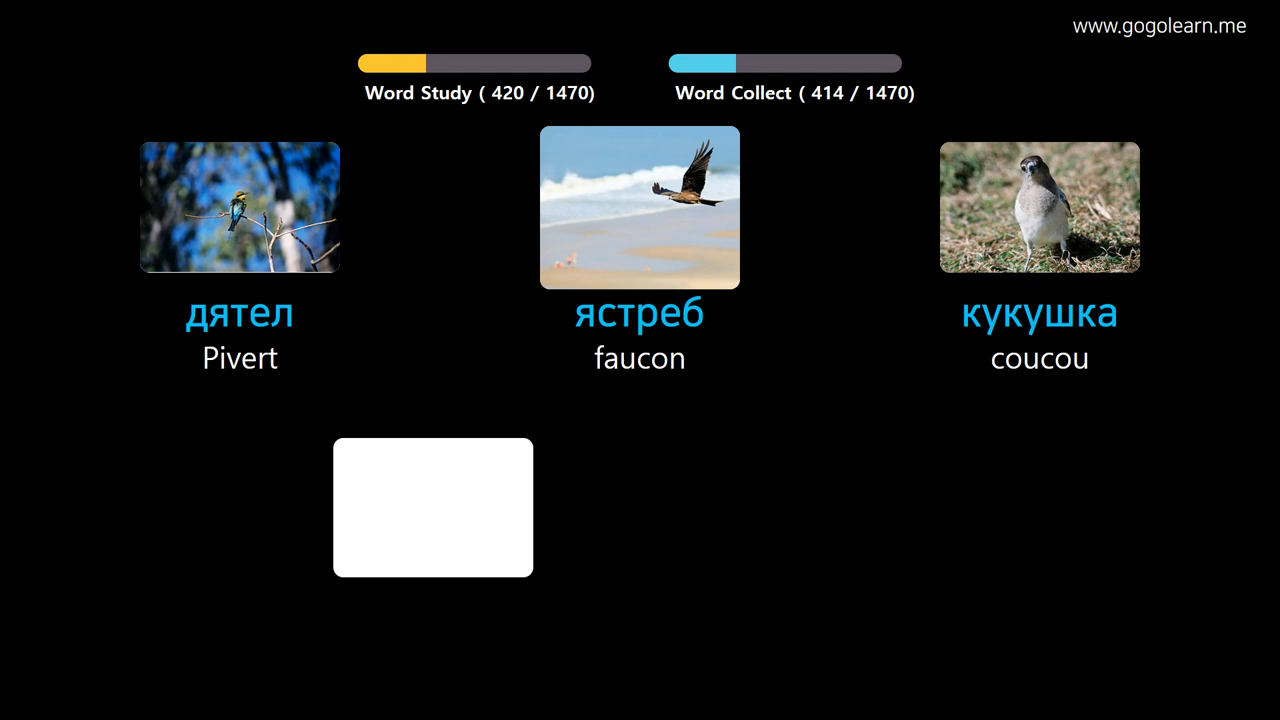 www.gogolearn.me
Word Study ( 420 / 1470)
Word Collect ( 414 / 1470)
дятел
ястреб
кукушка
Pivert
faucon
coucou